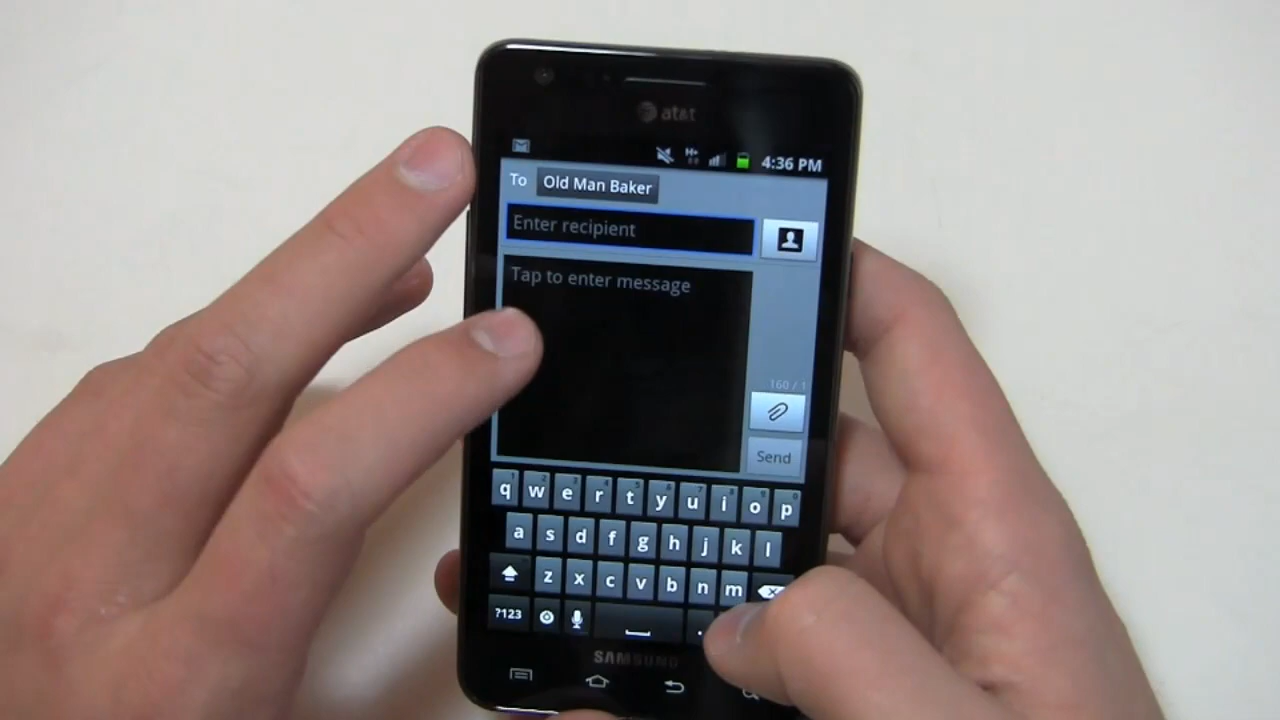 at&t
H+
4:36 PM
To Old Man Baker
Enter recipient
Tap to enter message
160 / 1
Send
q w e r t y u i o p
a s d f g h j k l
z x c v b n m
?123 .
SAMSUNG